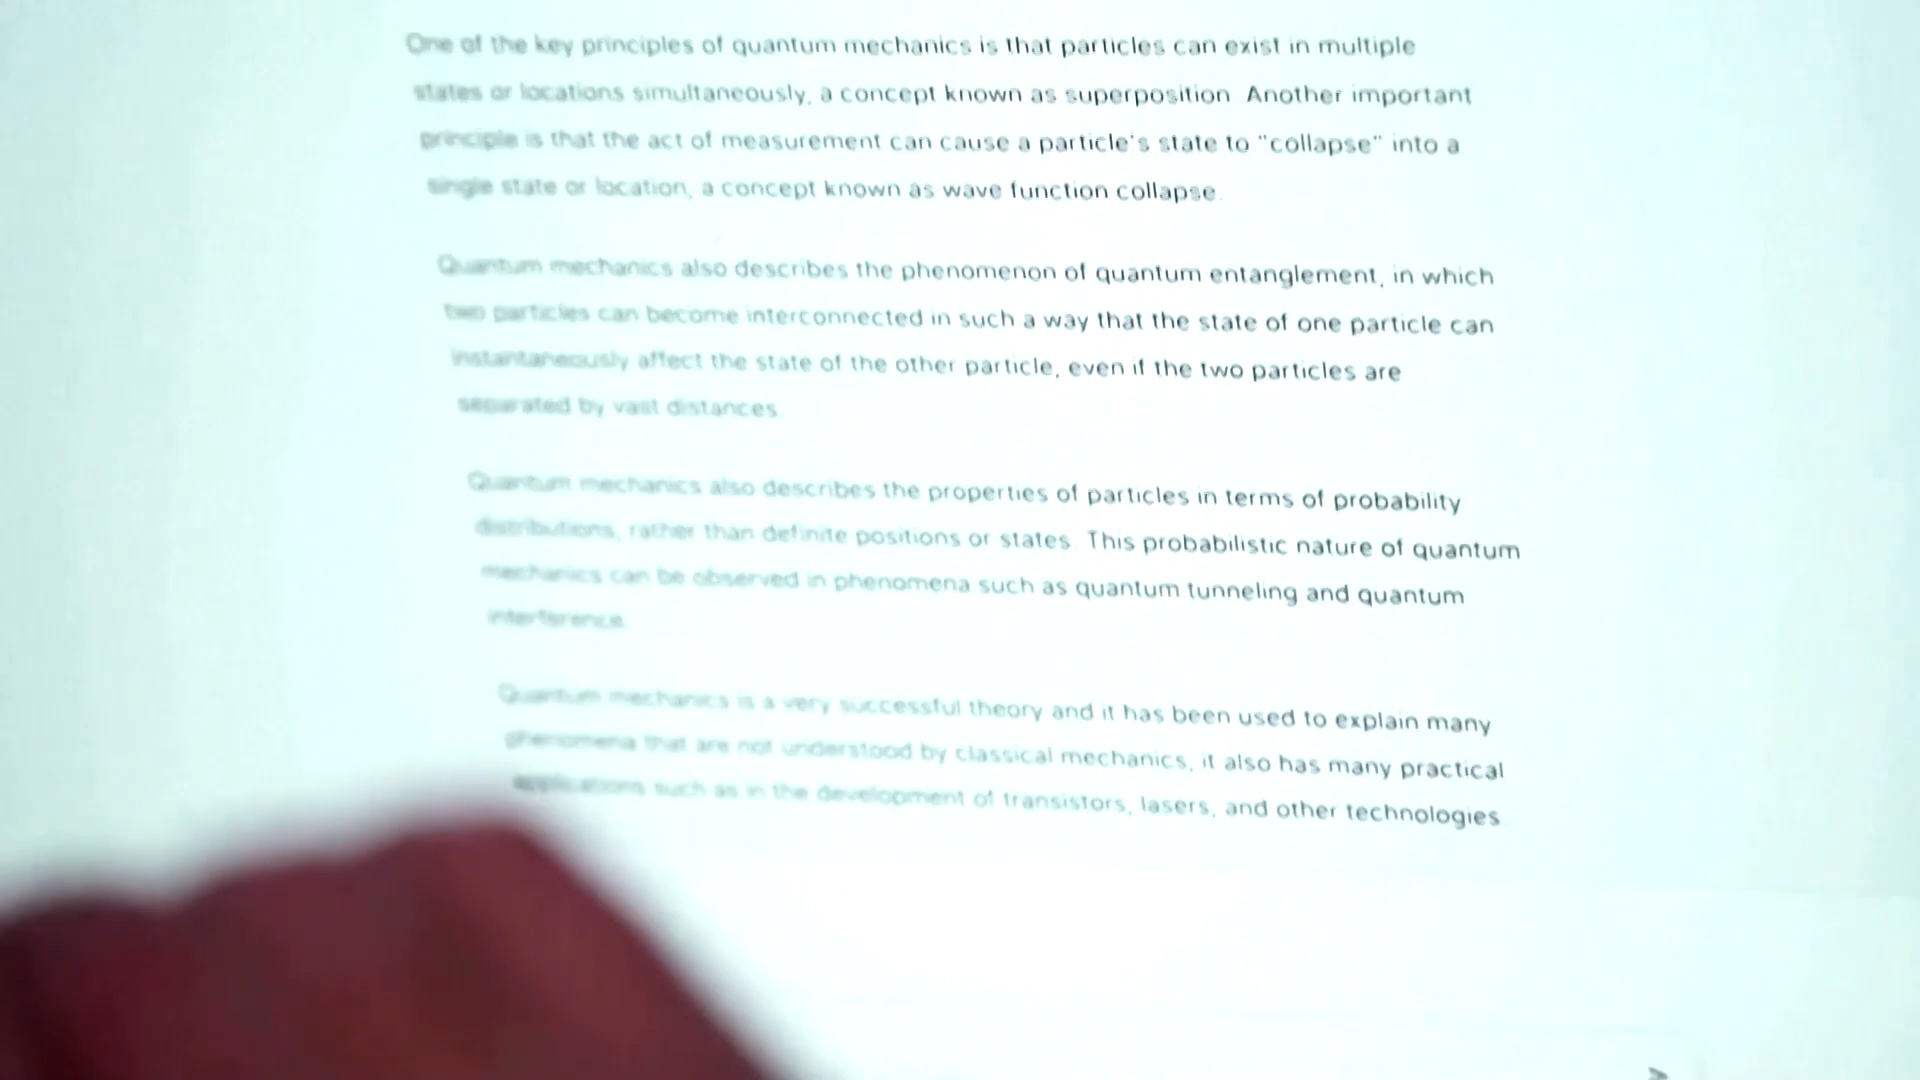 One of the key principles of quantum mechanics is that particles can exist in multiple
states or locations simultaneously, a concept known as superposition. Another important
principle is that the act of measurement can cause a particle's state to "collapse" into a
single state or location, a concept known as wave function collapse.
Quantum mechanics also describes the phenomenon of quantum entanglement, in which
two particles can become interconnected in such a way that the state of one particle can
instantaneously affect the state of the other particle, even if the two particles are
separated by vast distances.
Quantum mechanics also describes the properties of particles in terms of probability
distributions, rather than definite positions or states. This probabilistic nature of quantum
mechanics can be observed in phenomena such as quantum tunneling and quantum
interference.
Quantum mechanics is a very successful theory and it has been used to explain many
phenomena that are not understood by classical mechanics, it also has many practical
applications such as in the development of transistors, lasers, and other technologies